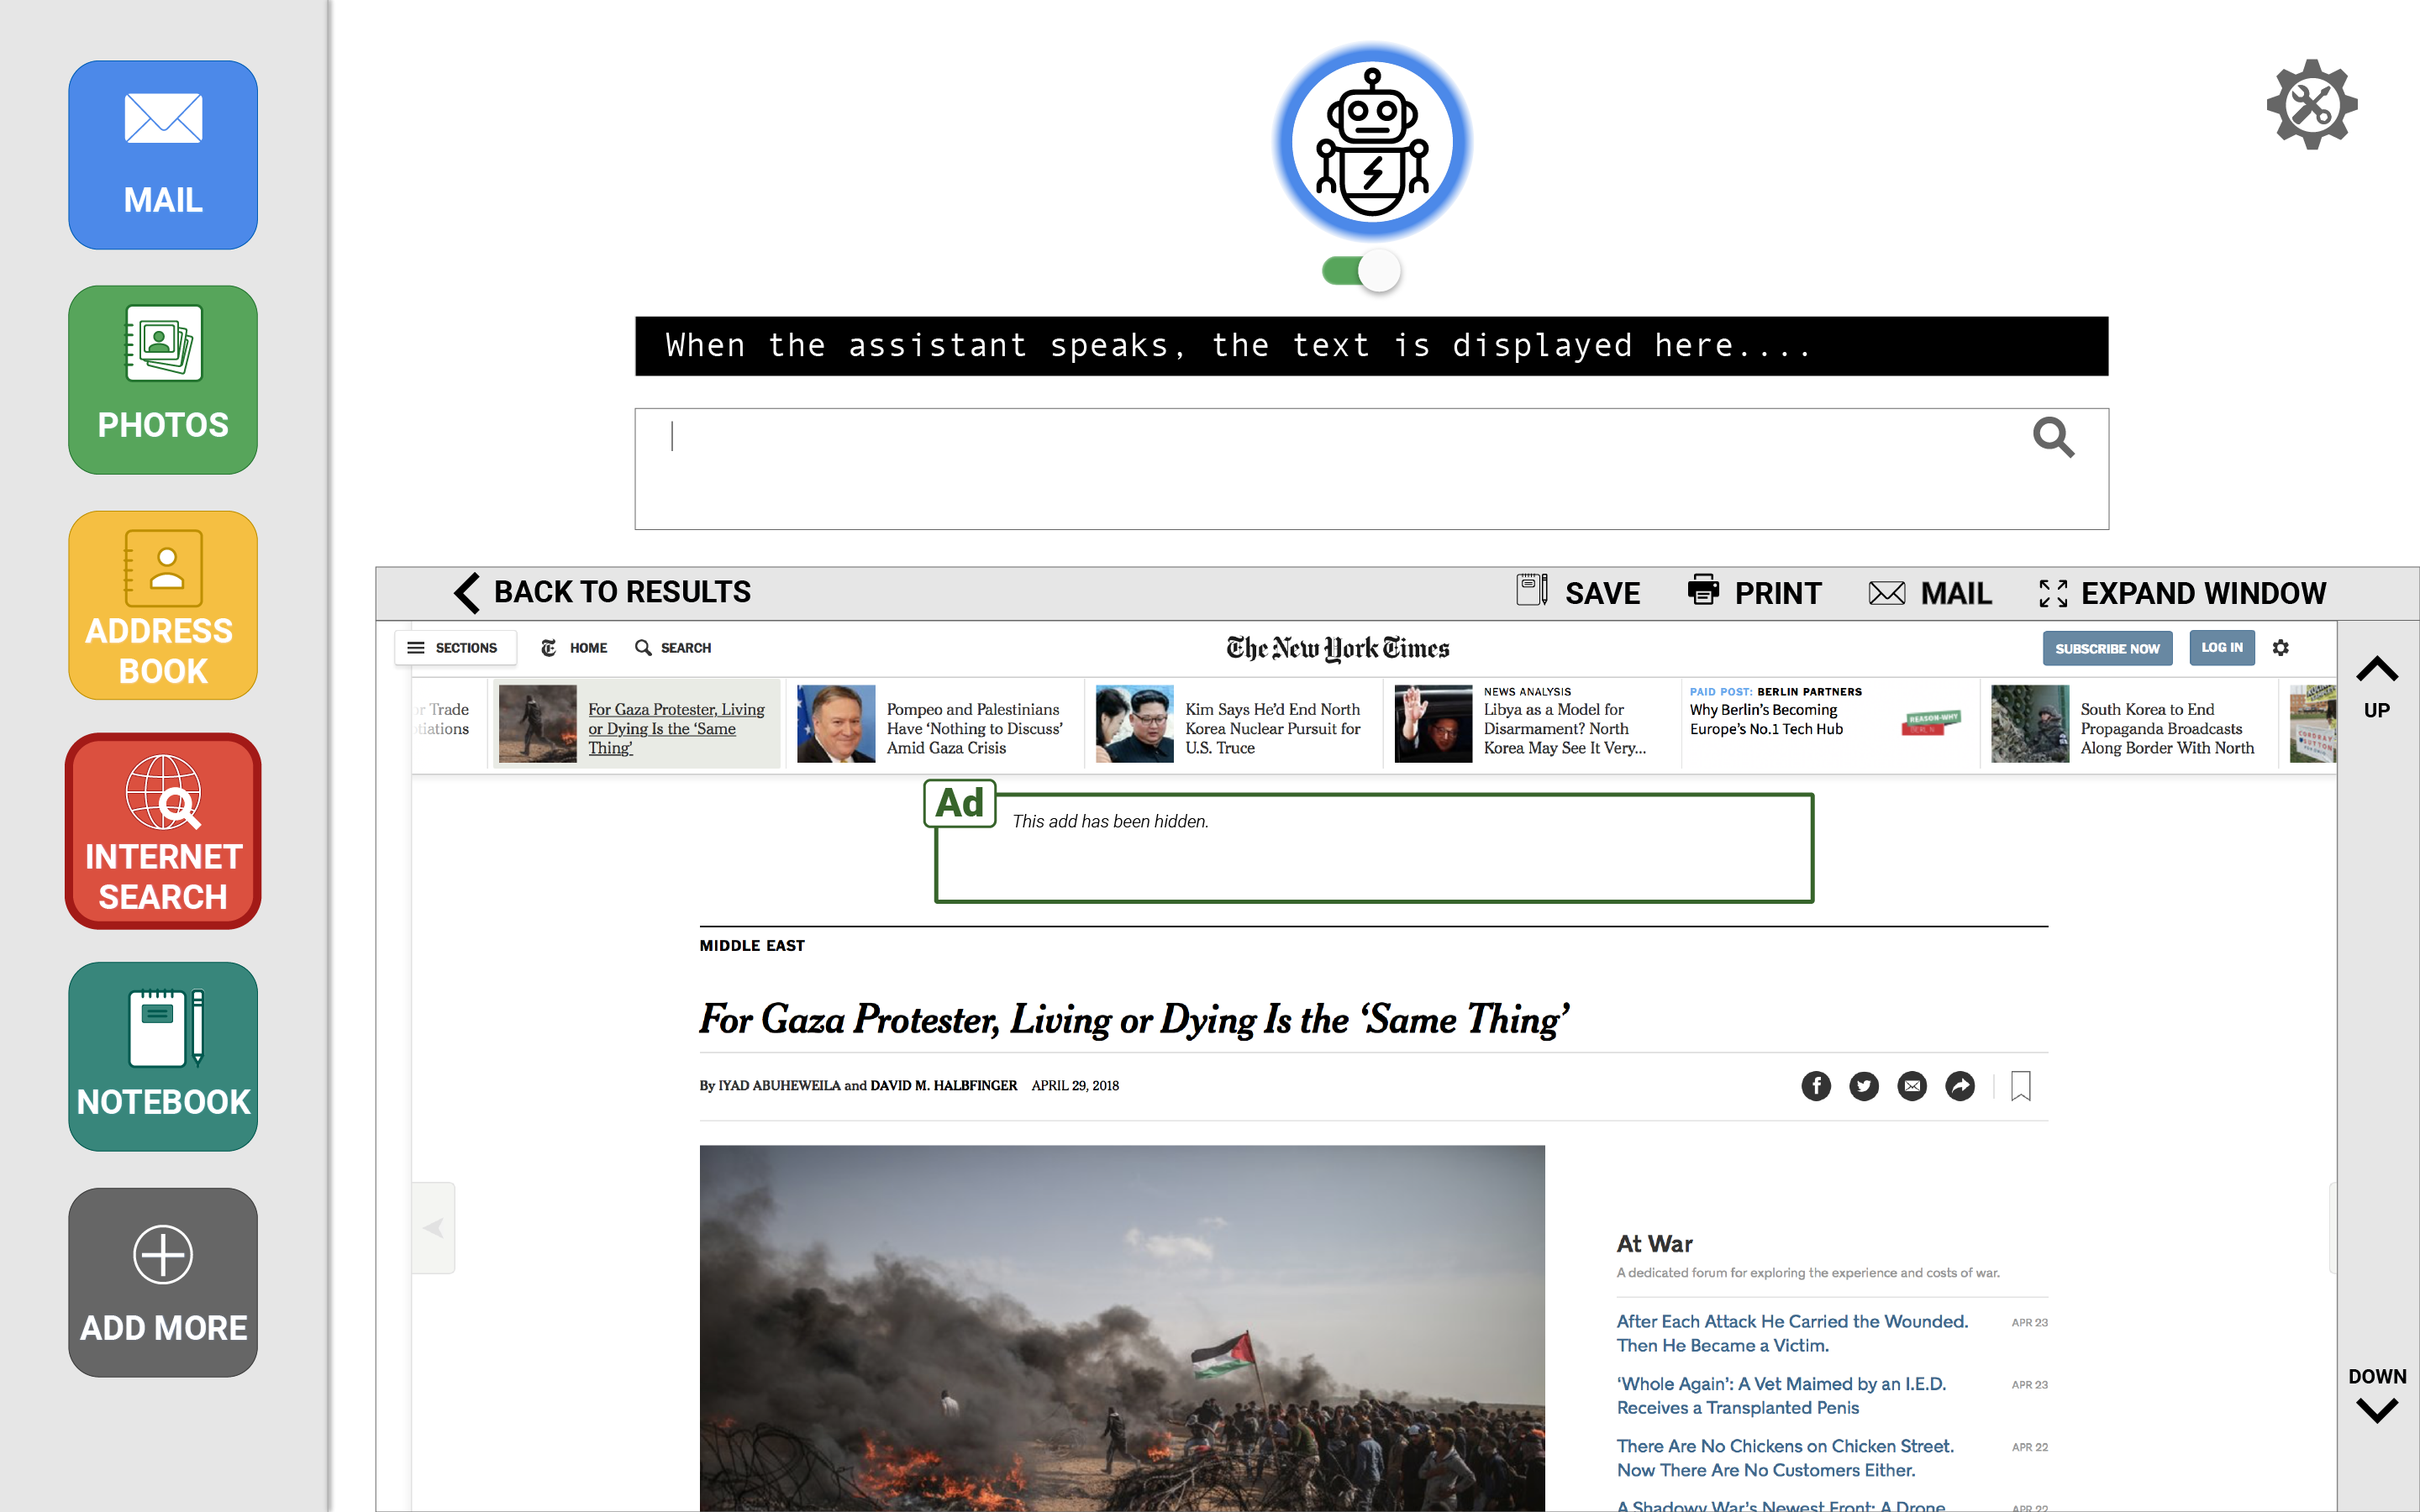 MAIL
PHOTOS
ADDRESS
BOOK
INTERNET
SEARCH
NOTEBOOK
ADD MORE
When the assistant speaks, the text is displayed here....
BACK TO RESULTS
SAVE
PRINT
MAIL
EXPAND WINDOW
SECTIONS
HOME
SEARCH
The New York Times
SUBSCRIBE NOW
LOG IN
UP
or Trade
otiations
For Gaza Protester, Living
or Dying Is the ‘Same
Thing’
Pompeo and Palestinians
Have ‘Nothing to Discuss’
Amid Gaza Crisis
Kim Says He’d End North
Korea Nuclear Pursuit for
U.S. Truce
NEWS ANALYSIS
Libya as a Model for
Disarmament? North
Korea May See It Very...
PAID POST: BERLIN PARTNERS
Why Berlin’s Becoming
Europe’s No.1 Tech Hub
REASON-WHY
BERLIN
South Korea to End
Propaganda Broadcasts
Along Border With North
Ad
This add has been hidden.
MIDDLE EAST
For Gaza Protester, Living or Dying Is the ‘Same Thing’
By IYAD ABUHEWEILA and DAVID M. HALBFINGER APRIL 29, 2018
At War
A dedicated forum for exploring the experience and costs of war.
After Each Attack He Carried the Wounded.
Then He Became a Victim.
APR 23
‘Whole Again’: A Vet Maimed by an I.E.D.
Receives a Transplanted Penis
APR 23
There Are No Chickens on Chicken Street.
Now There Are No Customers Either.
APR 22
A Shadowy War’s Newest Front: A Drone
APR 22
DOWN